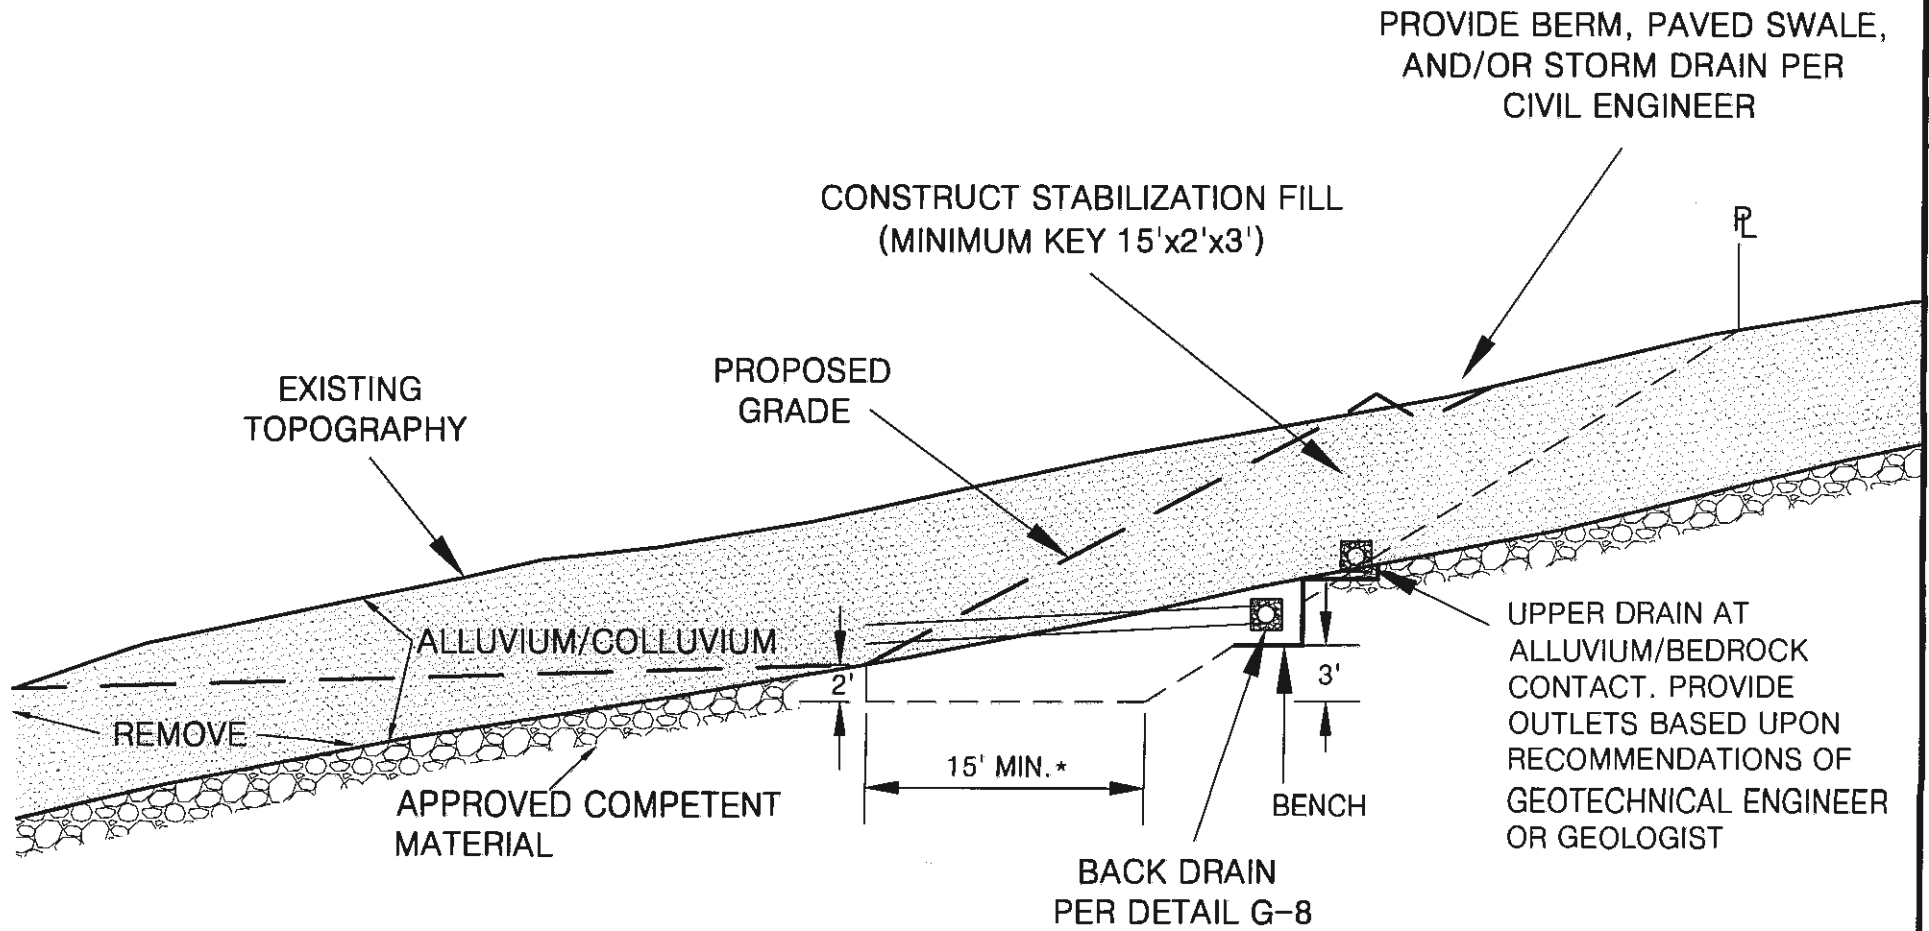 PROVIDE BERM, PAVED SWALE,
AND/OR STORM DRAIN PER
CIVIL ENGINEER
CONSTRUCT STABILIZATION FILL
(MINIMUM KEY 15'x2'x3')
PL
PROPOSED
GRADE
EXISTING
TOPOGRAPHY
ALLUVIUM/COLLUVIUM
2'
3'
REMOVE
15' MIN.*
BENCH
APPROVED COMPETENT
MATERIAL
UPPER DRAIN AT
ALLUVIUM/BEDROCK
CONTACT. PROVIDE
OUTLETS BASED UPON
RECOMMENDATIONS OF
GEOTECHNICAL ENGINEER
OR GEOLOGIST
BACK DRAIN
PER DETAIL G-8